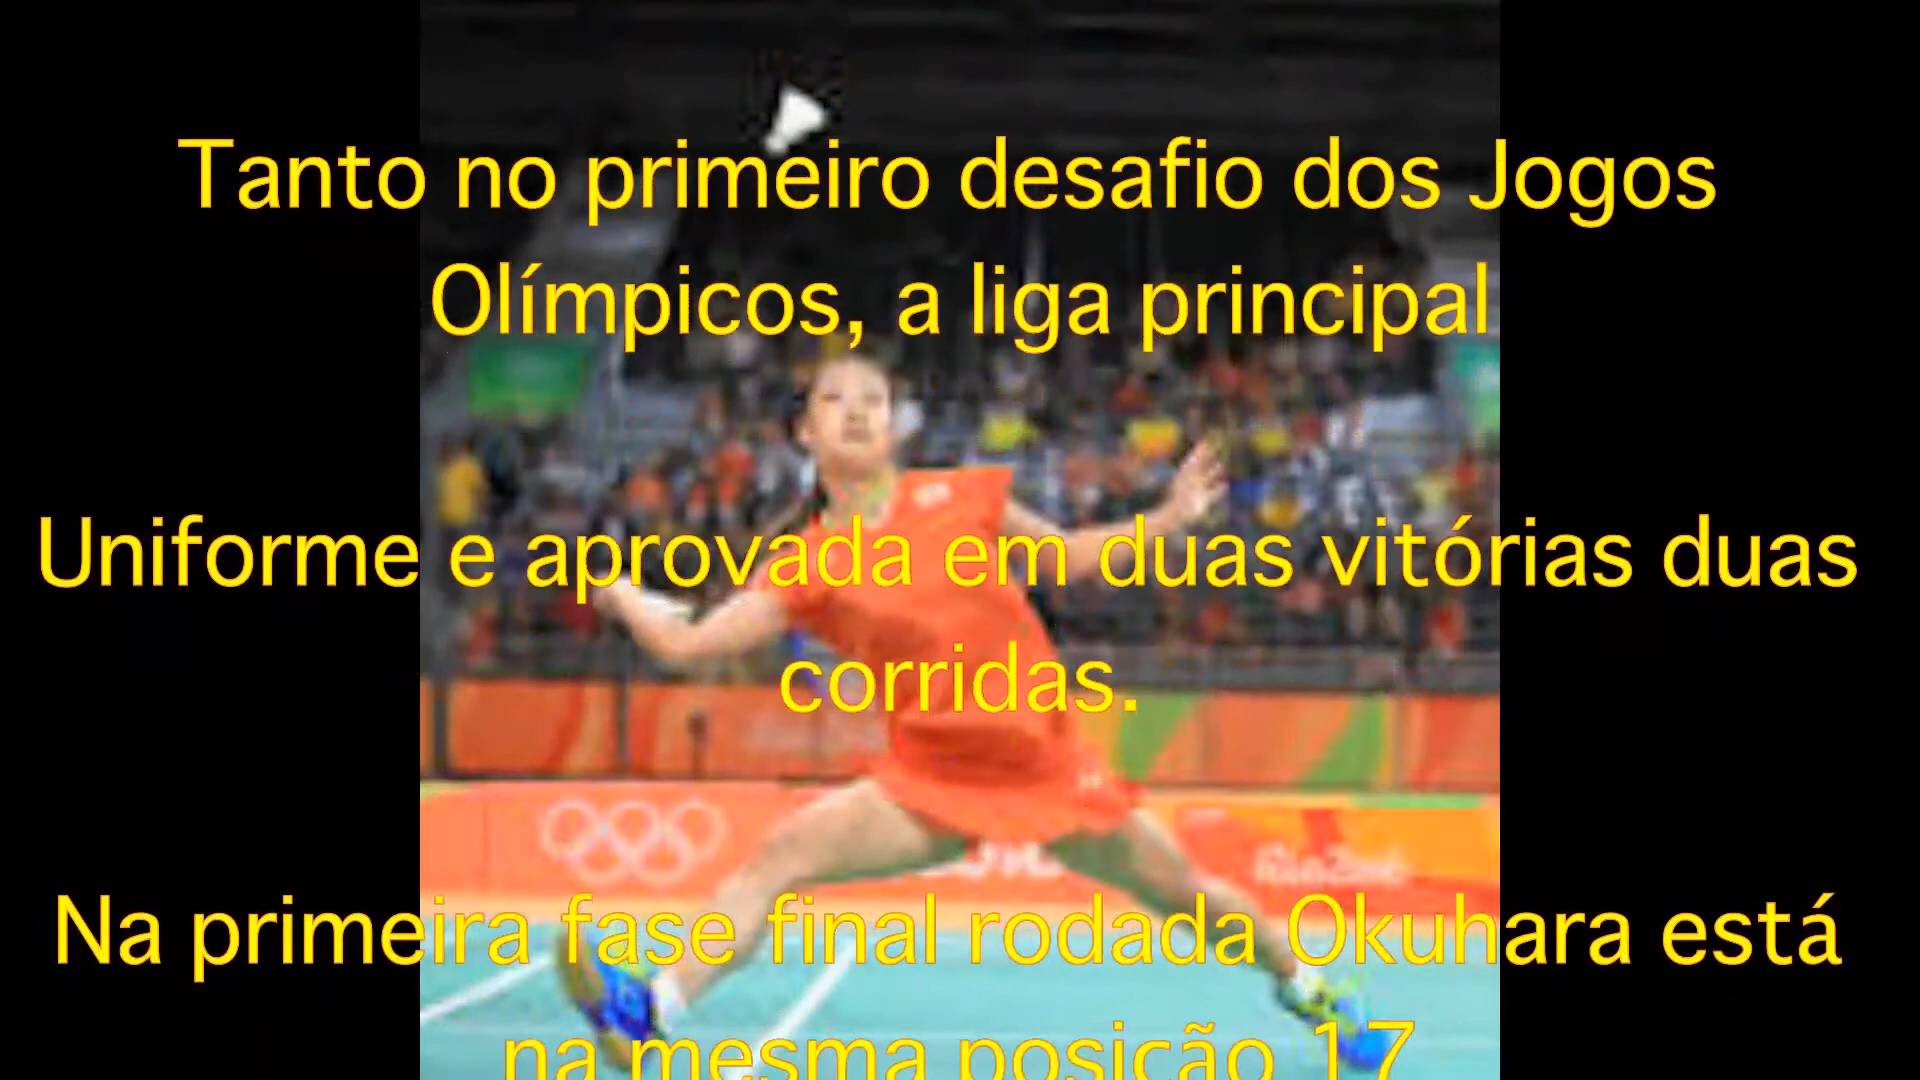 Tanto no primeiro desafio dos Jogos
Olímpicos, a liga principal
Uniforme e aprovada em duas vitórias duas
corridas.
Na primeira fase final rodada Okuhara está
na mesma posição 17